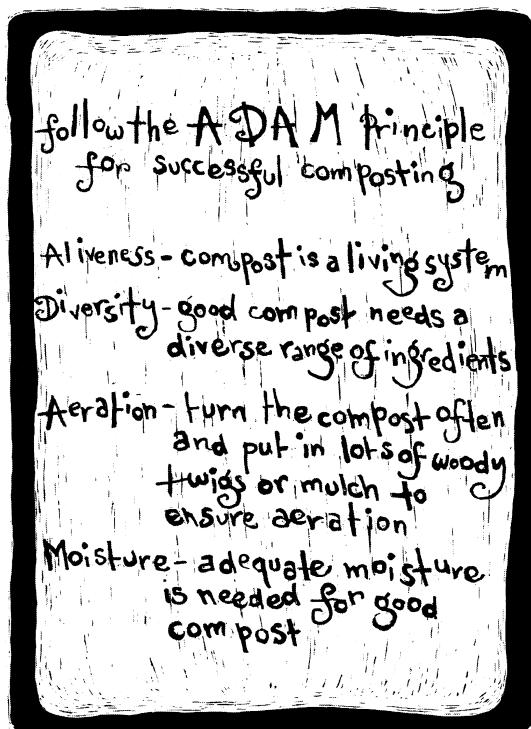 follow the ADAM Principle
for successful composting
Aliveness - compost is a living system
Diversity - good compost needs a
diverse range of ingredients
Aeration - turn the compost often
and put in lots of woody
twigs or mulch to
ensure aeration
Moisture - adequate moisture
is needed for good
compost